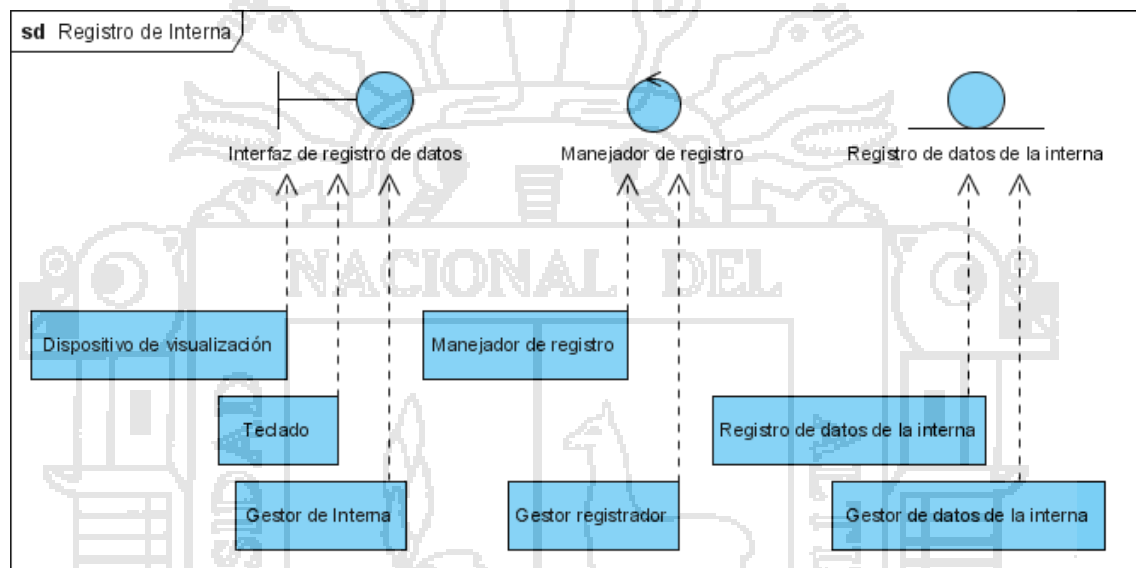 sd Registro de Interna
Interfaz de registro de datos
Manejador de registro
Registro de datos de la interna
NACIONAL DEL
Dispositivo de visualización
Manejador de registro
Teclado
Registro de datos de la interna
Gestor de Interna
Gestor registrador
Gestor de datos de la interna